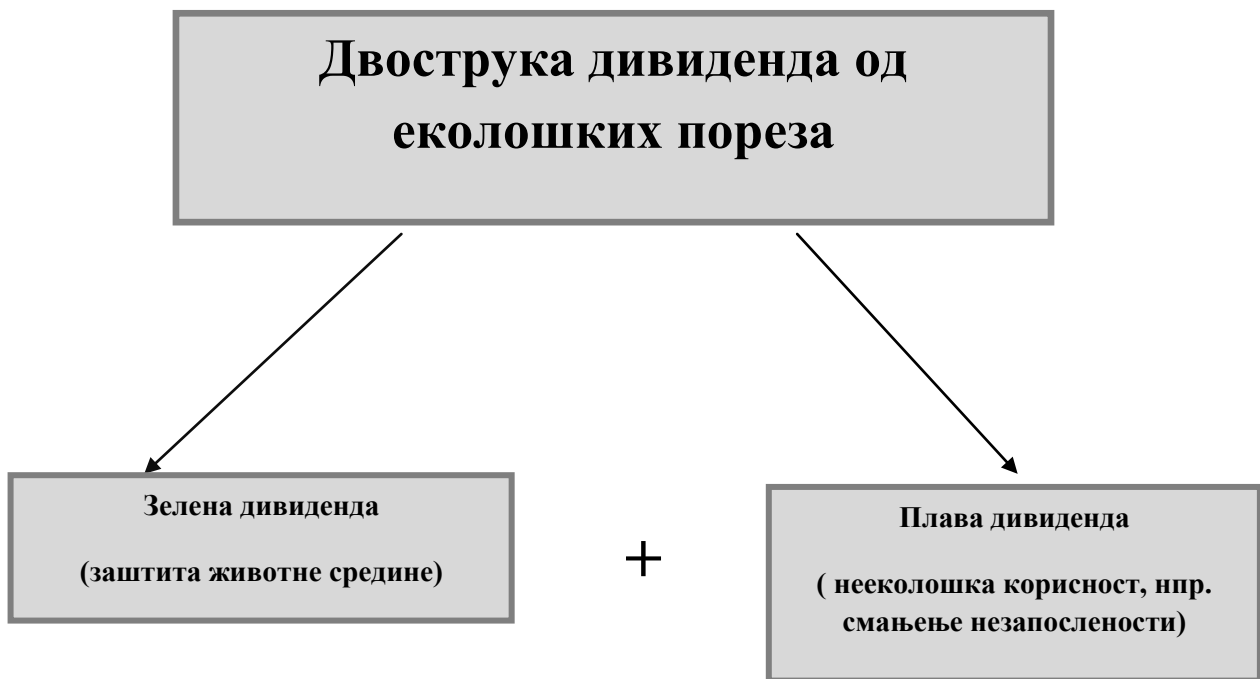 Двострука дивиденда од
еколошких пореза
Зелена дивиденда
(заштита животне средине)
+
Плава дивиденда
( нееколошка корисност, нпр.
смањење незапослености)